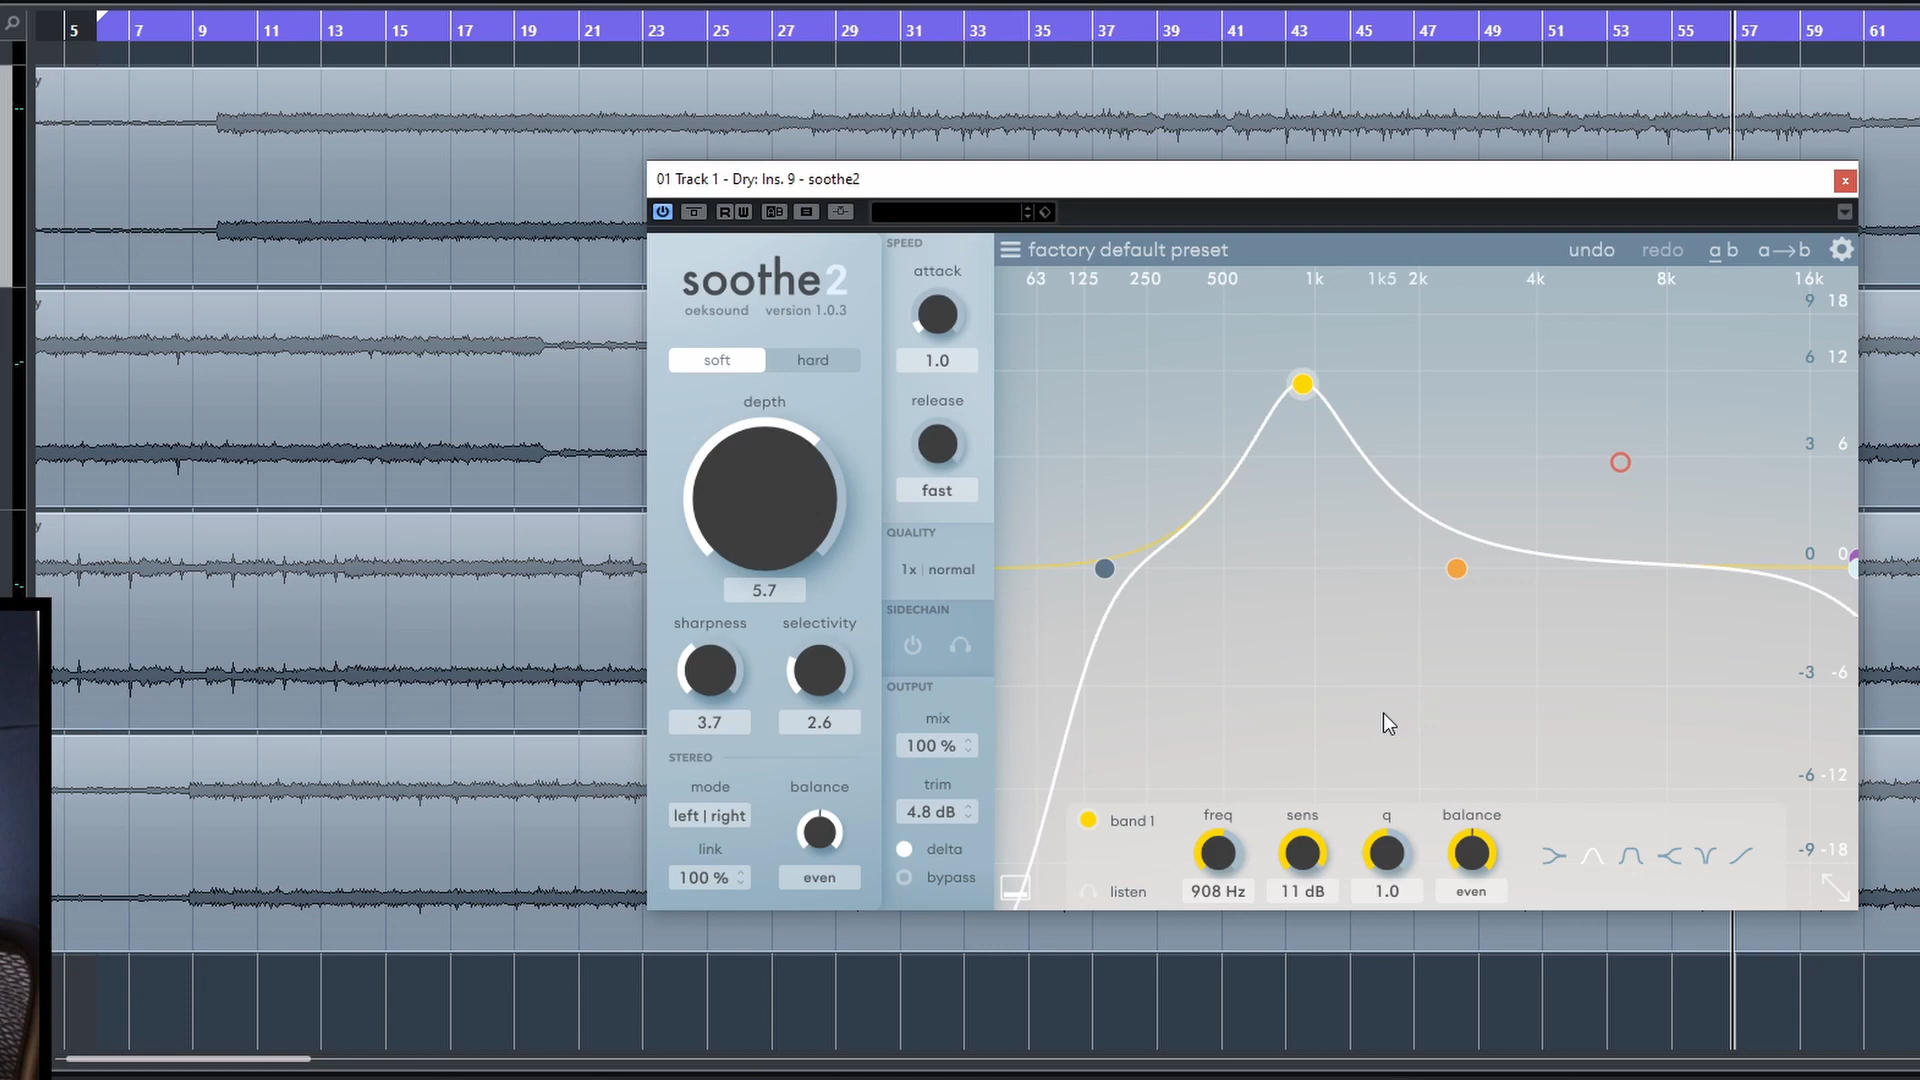 5 7 9 11 13 15 17 19 21 23 25 27 29 31 33 35 37 39 41 43 45 47 49 51 53 55 57 59 61
y
01 Track 1 - Dry: Ins. 9 - soothe2
x
R W
soothe2
oeksound version 1.0.3
soft hard
depth
5.7
sharpness selectivity
3.7 2.6
STEREO
mode balance
left | right
link
100 % even
SPEED
attack
1.0
release
fast
QUALITY
1x | normal
SIDECHAIN
OUTPUT
mix
100 %
trim
4.8 dB
delta
bypass
factory default preset undo redo a b a→b
63 125 250 500 1k 1k5 2k 4k 8k 16k
9 18
6 12
3 6
0 0
-3 -6
-6 -12
-9 -18
band 1 freq sens q balance
listen 908 Hz 11 dB 1.0 even
y
y